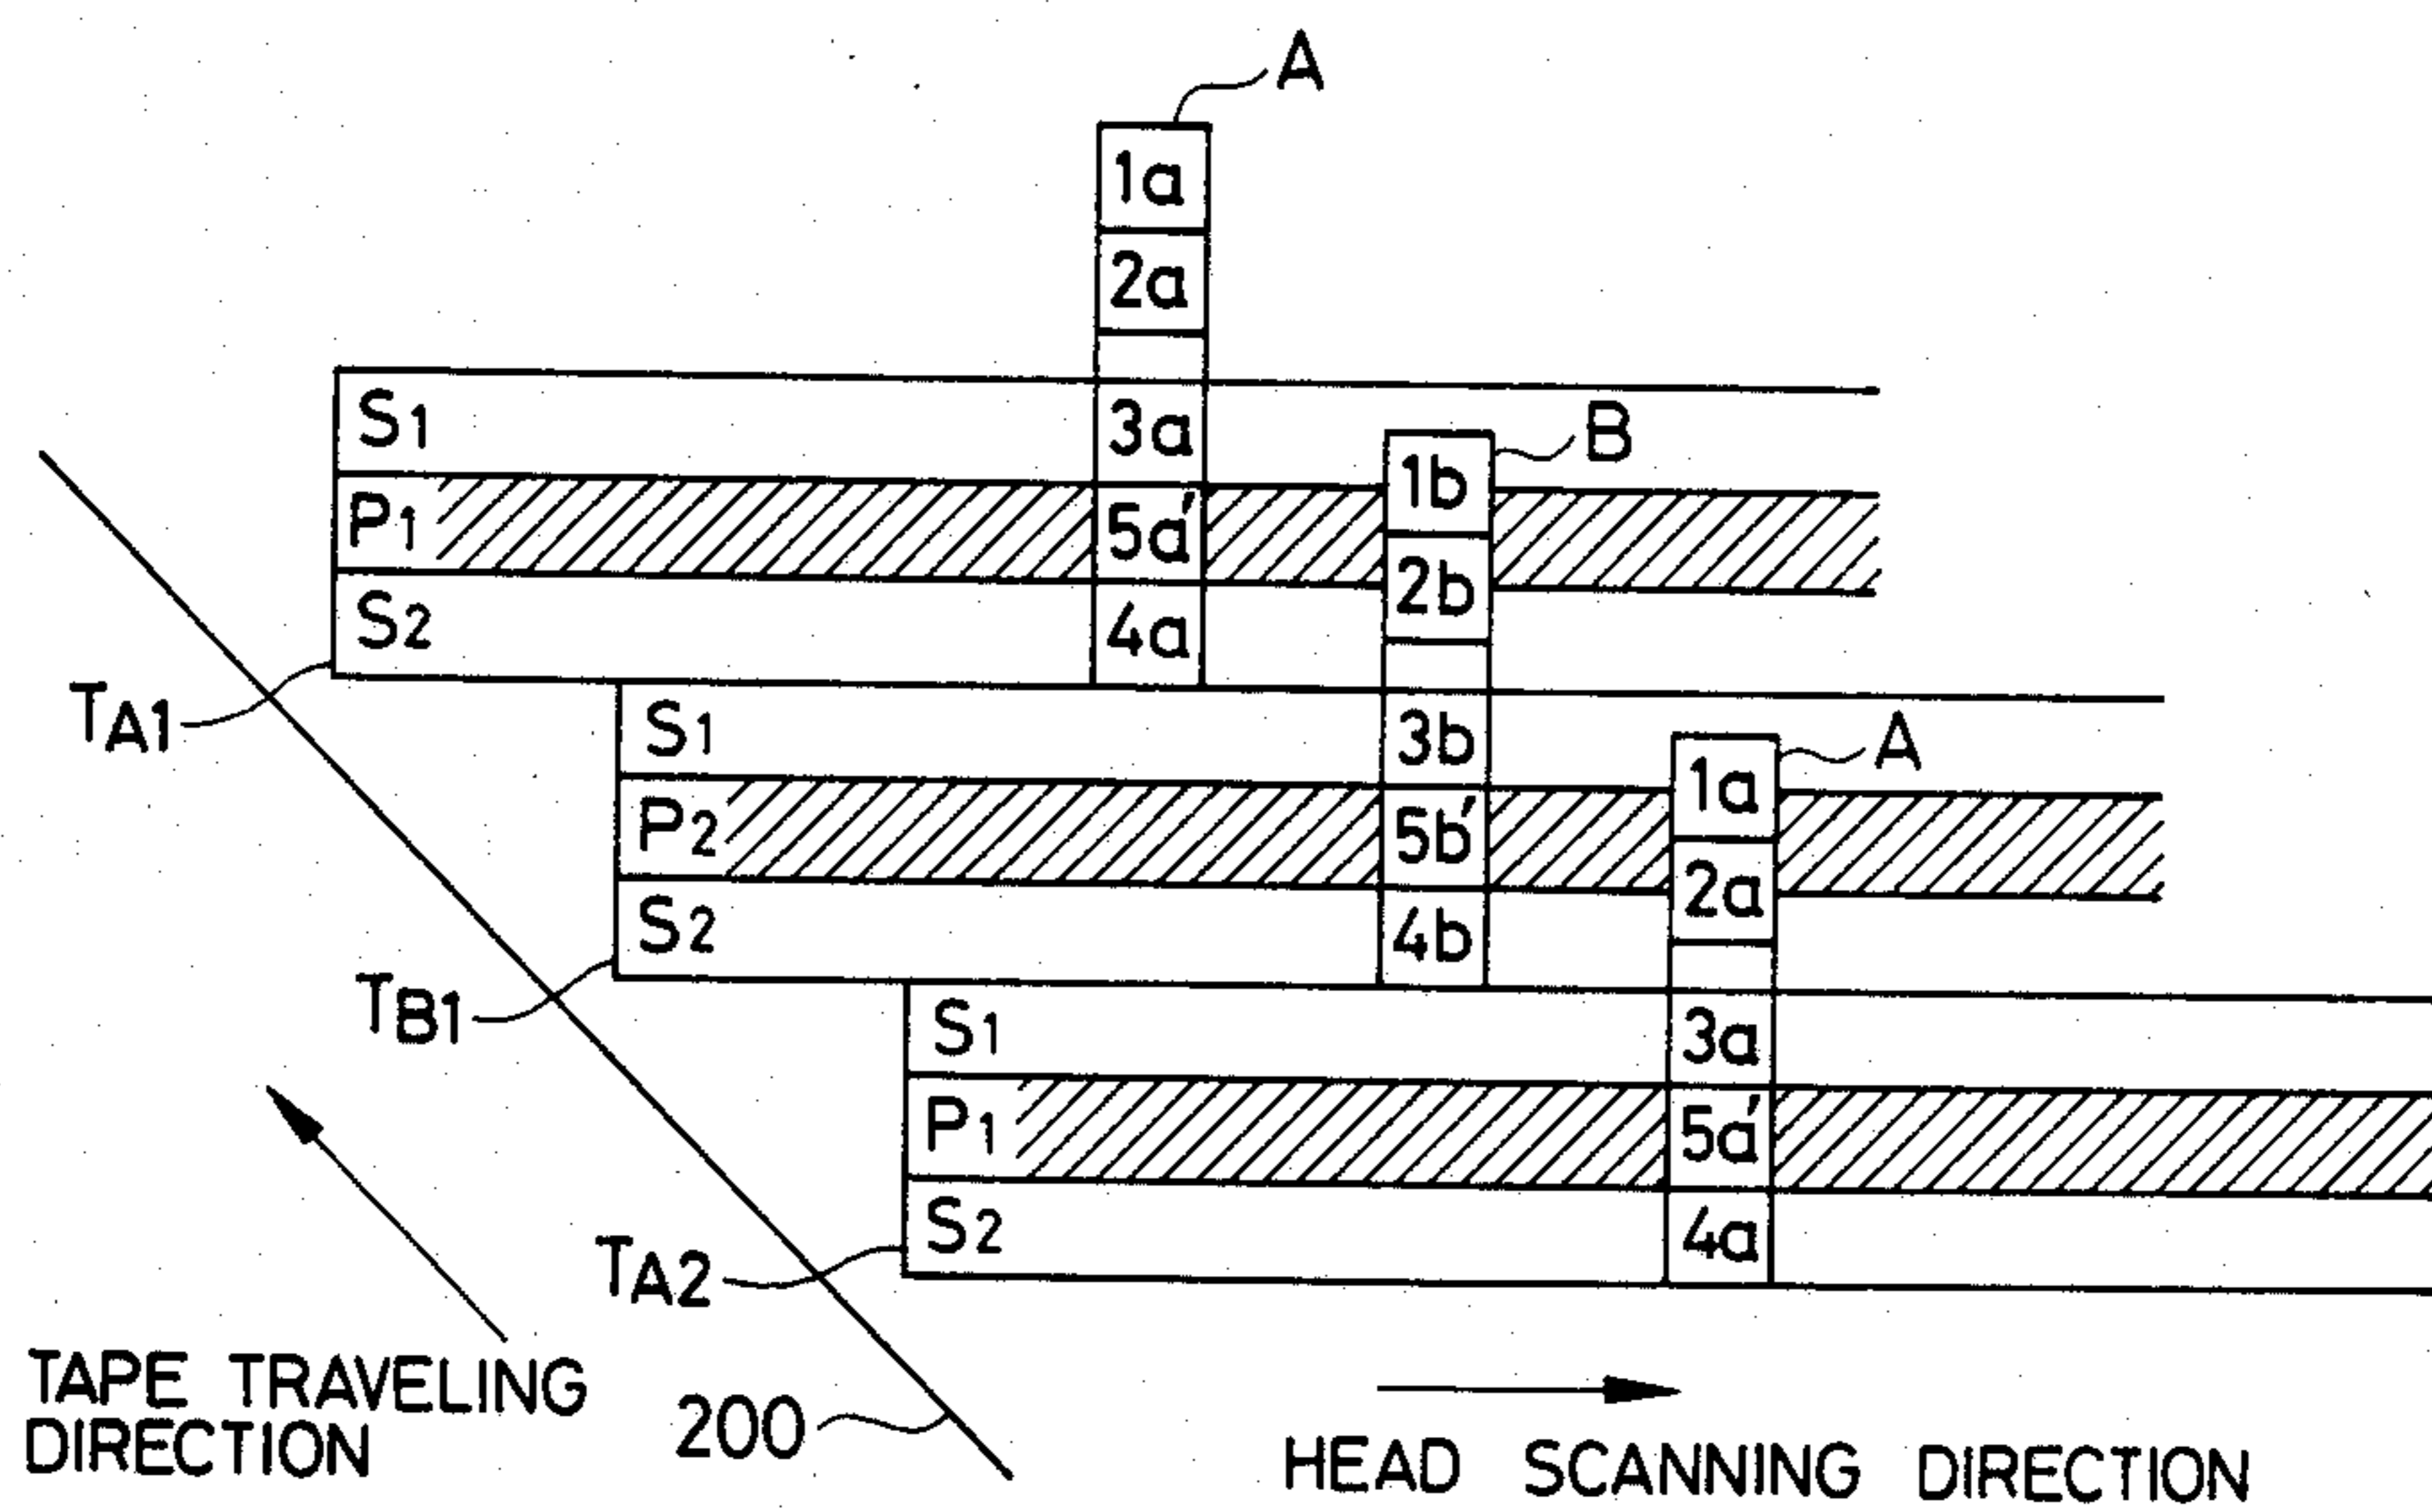 A
1a
2a
S1 3a B
1b
P1 5a'
2b
S2 4a
TA1
S1 3b A
1a
P2 5b'
2a
S2 4b
TB1
S1 3a
P1 5a'
S2 4a
TA2
TAPE TRAVELING
DIRECTION
200
HEAD SCANNING DIRECTION